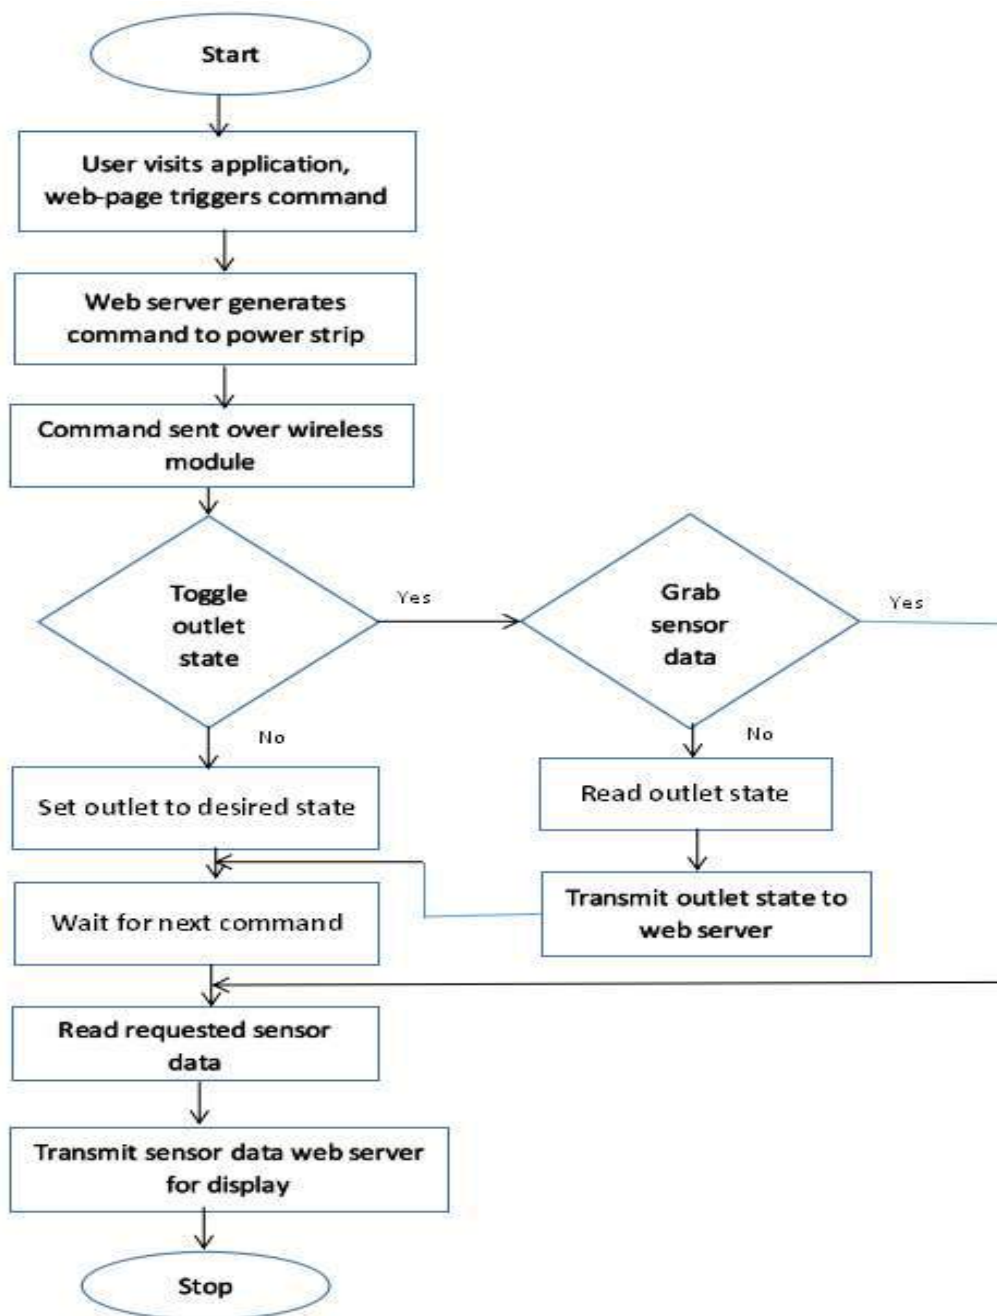 Start
User visits application,
web-page triggers command
Web server generates
command to power strip
Command sent over wireless
module
Toggle
outlet
state
Yes
Grab
sensor
data
Yes
No
No
Set outlet to desired state
Read outlet state
Wait for next command
Transmit outlet state to
web server
Read requested sensor
data
Transmit sensor data web server
for display
Stop